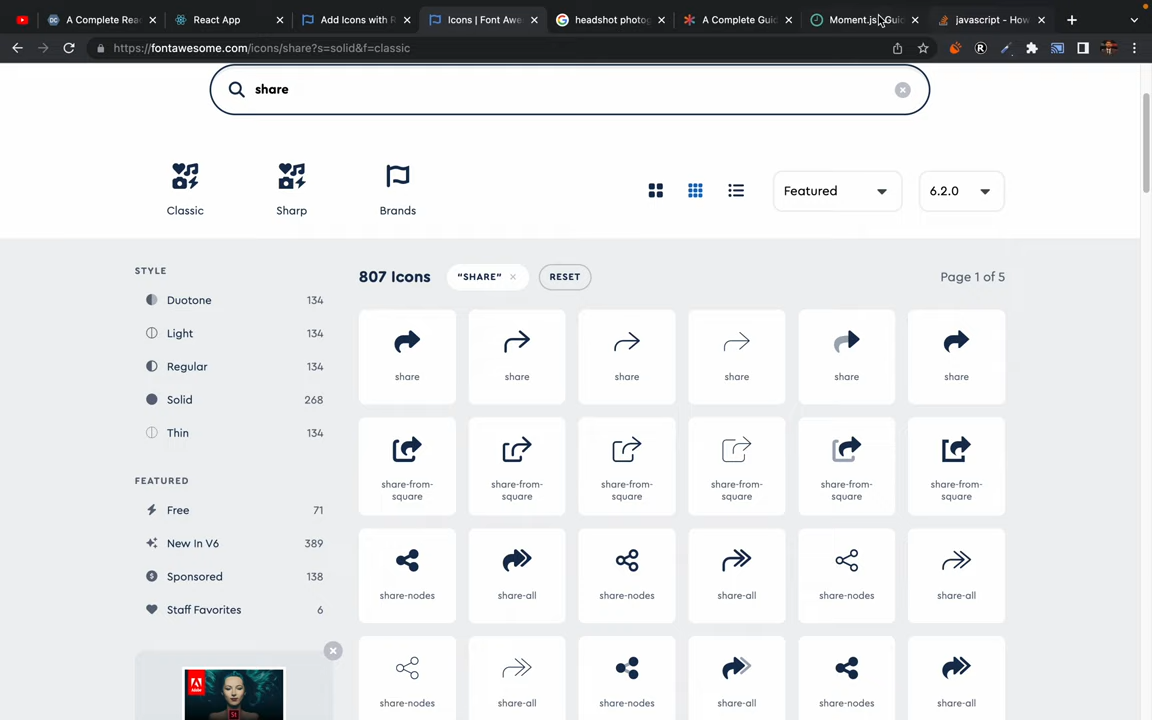 A Complete Rea
React App
Add Icons with R
Icons | Font Awe
headshot photog
A Complete Guid
Moment.js
javascript - How
https://fontawesome.com/icons/share?s=solid&f=classic
share
Classic
Sharp
Brands
Featured
6.2.0
STYLE
Duotone 134
Light 134
Regular 134
Solid 268
Thin 134
FEATURED
Free 71
New In V6 389
Sponsored 138
Staff Favorites 6
807 Icons
"SHARE" ×
RESET
Page 1 of 5
share
share
share
share
share
share
share-from-
square
share-from-
square
share-from-
square
share-from-
square
share-from-
square
share-from-
square
share-nodes
share-all
share-nodes
share-all
share-nodes
share-all
share-nodes
share-all
share-nodes
share-all
share-nodes
share-all